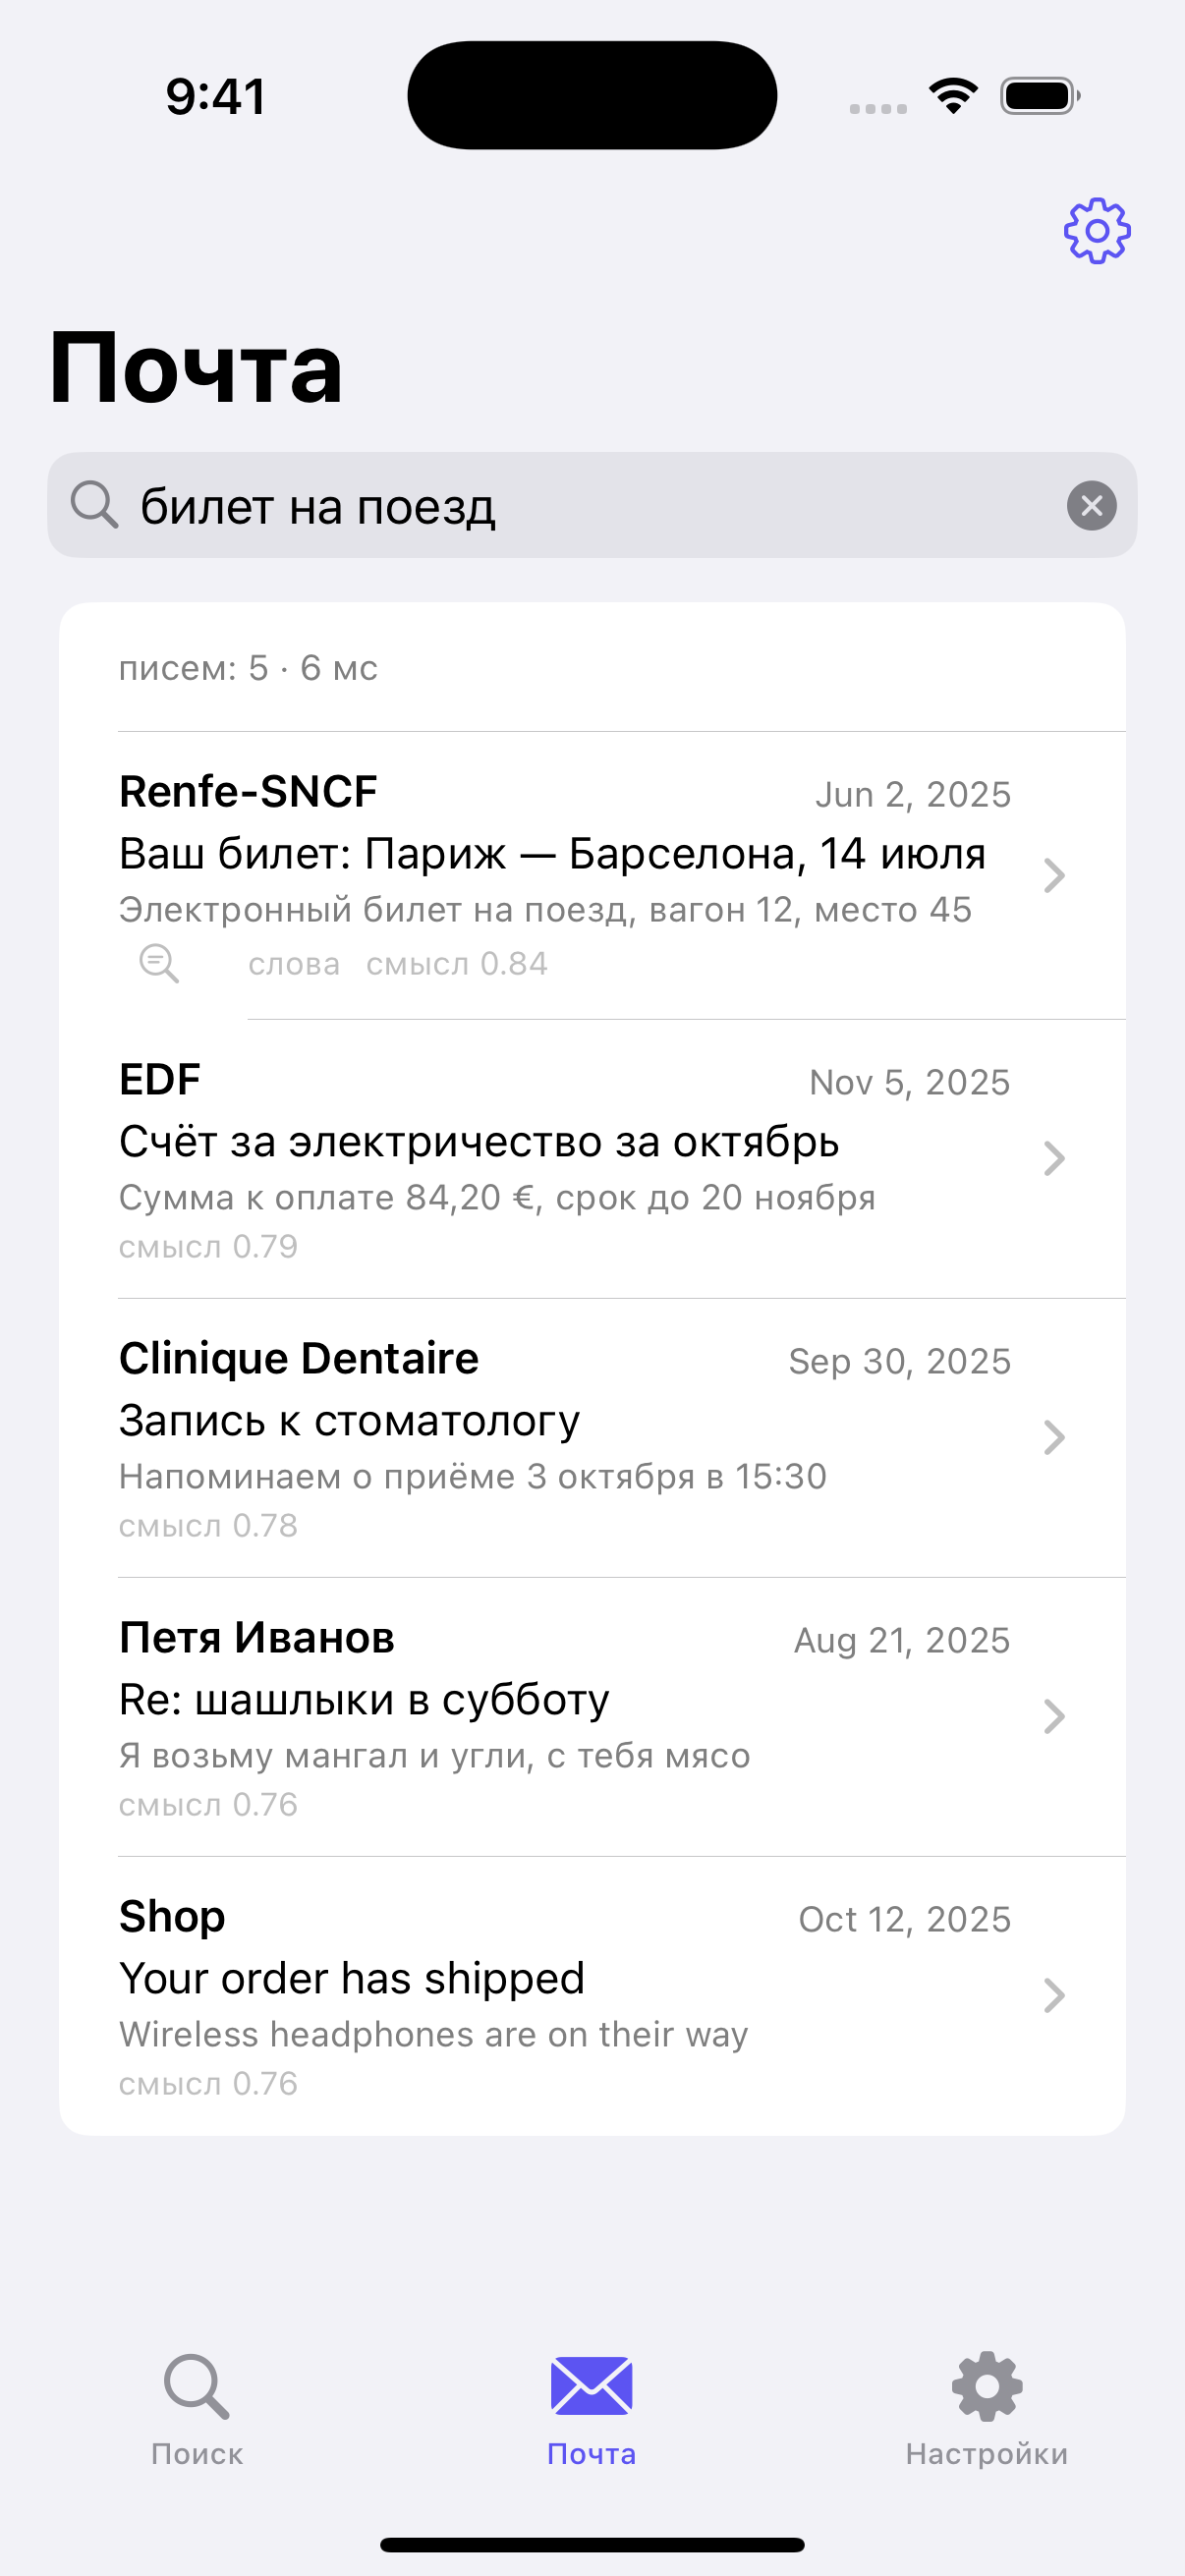 9:41
Почта
билет на поезд
писем: 5 · 6 мс
Renfe-SNCF
Jun 2, 2025
Ваш билет: Париж — Барселона, 14 июля
Электронный билет на поезд, вагон 12, место 45
слова смысл 0.84
EDF
Nov 5, 2025
Счёт за электричество за октябрь
Сумма к оплате 84,20 €, срок до 20 ноября
смысл 0.79
Clinique Dentaire
Sep 30, 2025
Запись к стоматологу
Напоминаем о приёме 3 октября в 15:30
смысл 0.78
Петя Иванов
Aug 21, 2025
Re: шашлыки в субботу
Я возьму мангал и угли, с тебя мясо
смысл 0.76
Shop
Oct 12, 2025
Your order has shipped
Wireless headphones are on their way
смысл 0.76
Поиск
Почта
Настройки